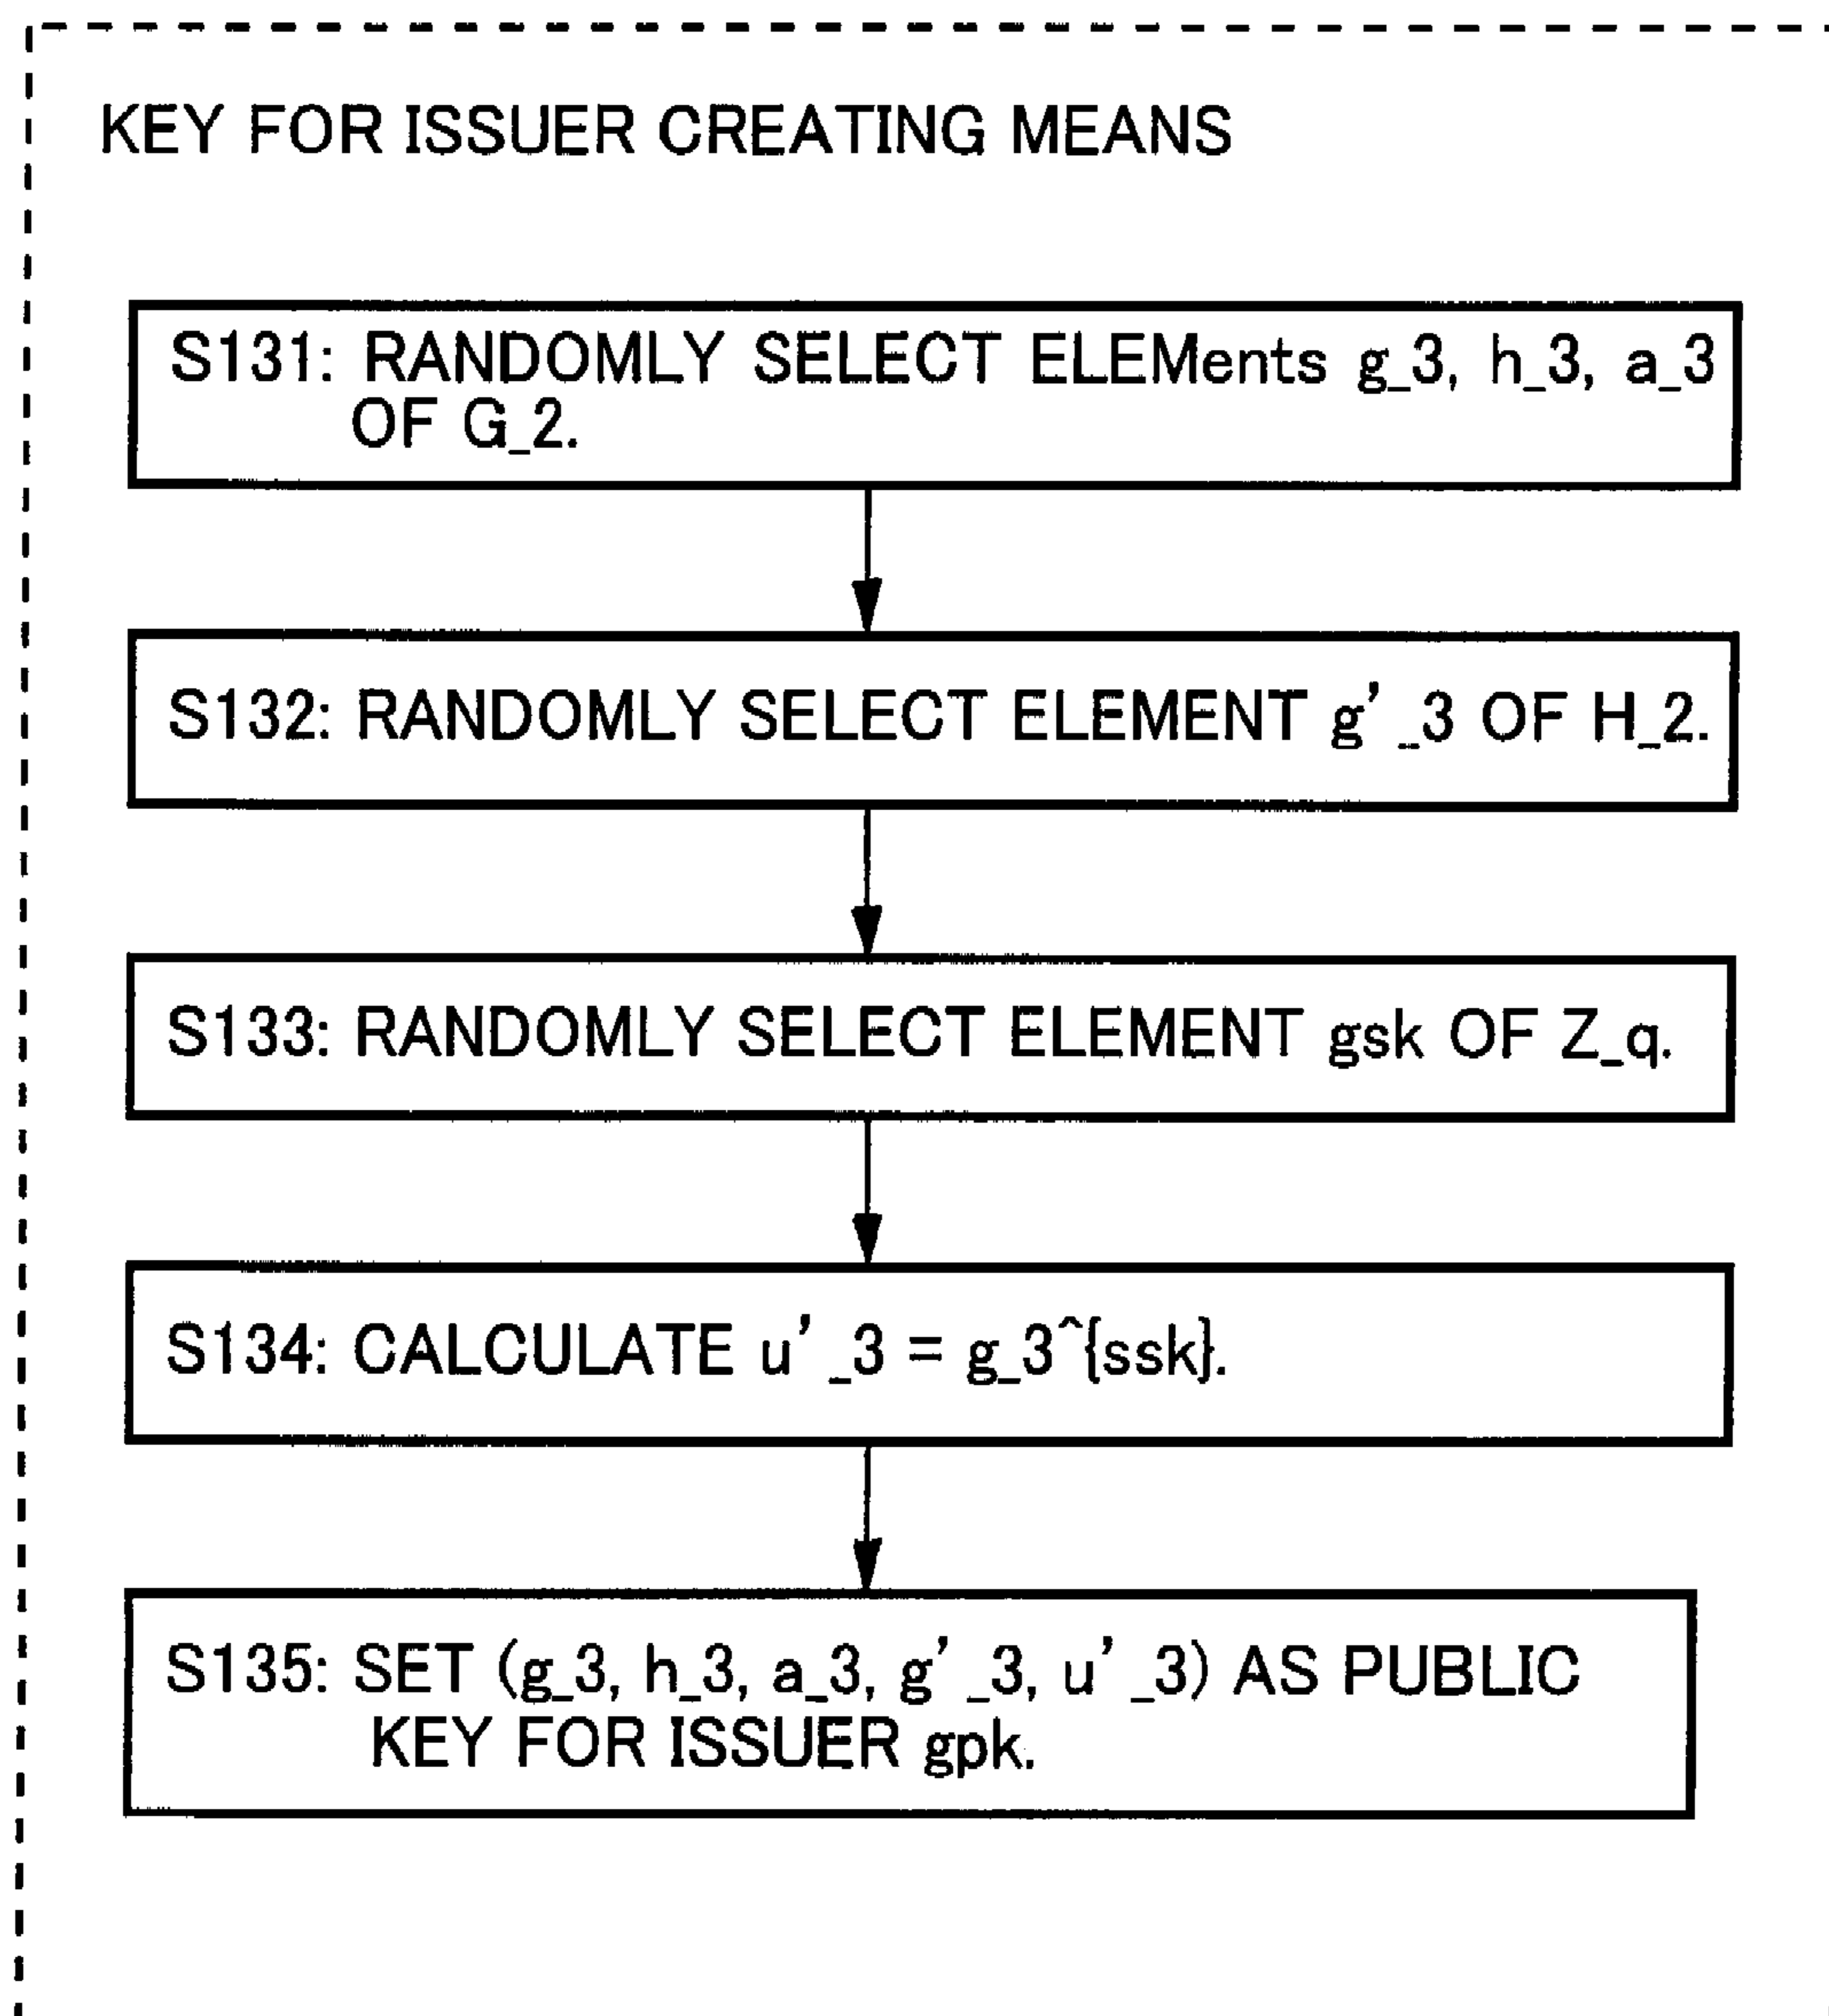 KEY FOR ISSUER CREATING MEANS
S131: RANDOMLY SELECT ELEMents g_3, h_3, a_3
OF G_2.
S132: RANDOMLY SELECT ELEMENT g'_3 OF H_2.
S133: RANDOMLY SELECT ELEMENT gsk OF Z_q.
S134: CALCULATE u'_3 = g_3^{ssk}.
S135: SET (g_3, h_3, a_3, g'_3, u'_3) AS PUBLIC
KEY FOR ISSUER gpk.